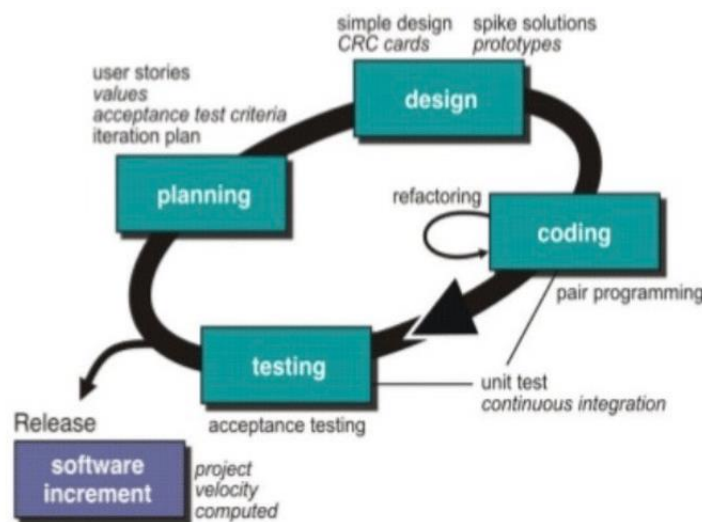 simple design
CRC cards
spike solutions
prototypes
design
user stories
values
acceptance test criteria
iteration plan
planning
refactoring
coding
pair programming
testing
unit test
continuous integration
acceptance testing
Release
software
increment
project
velocity
computed